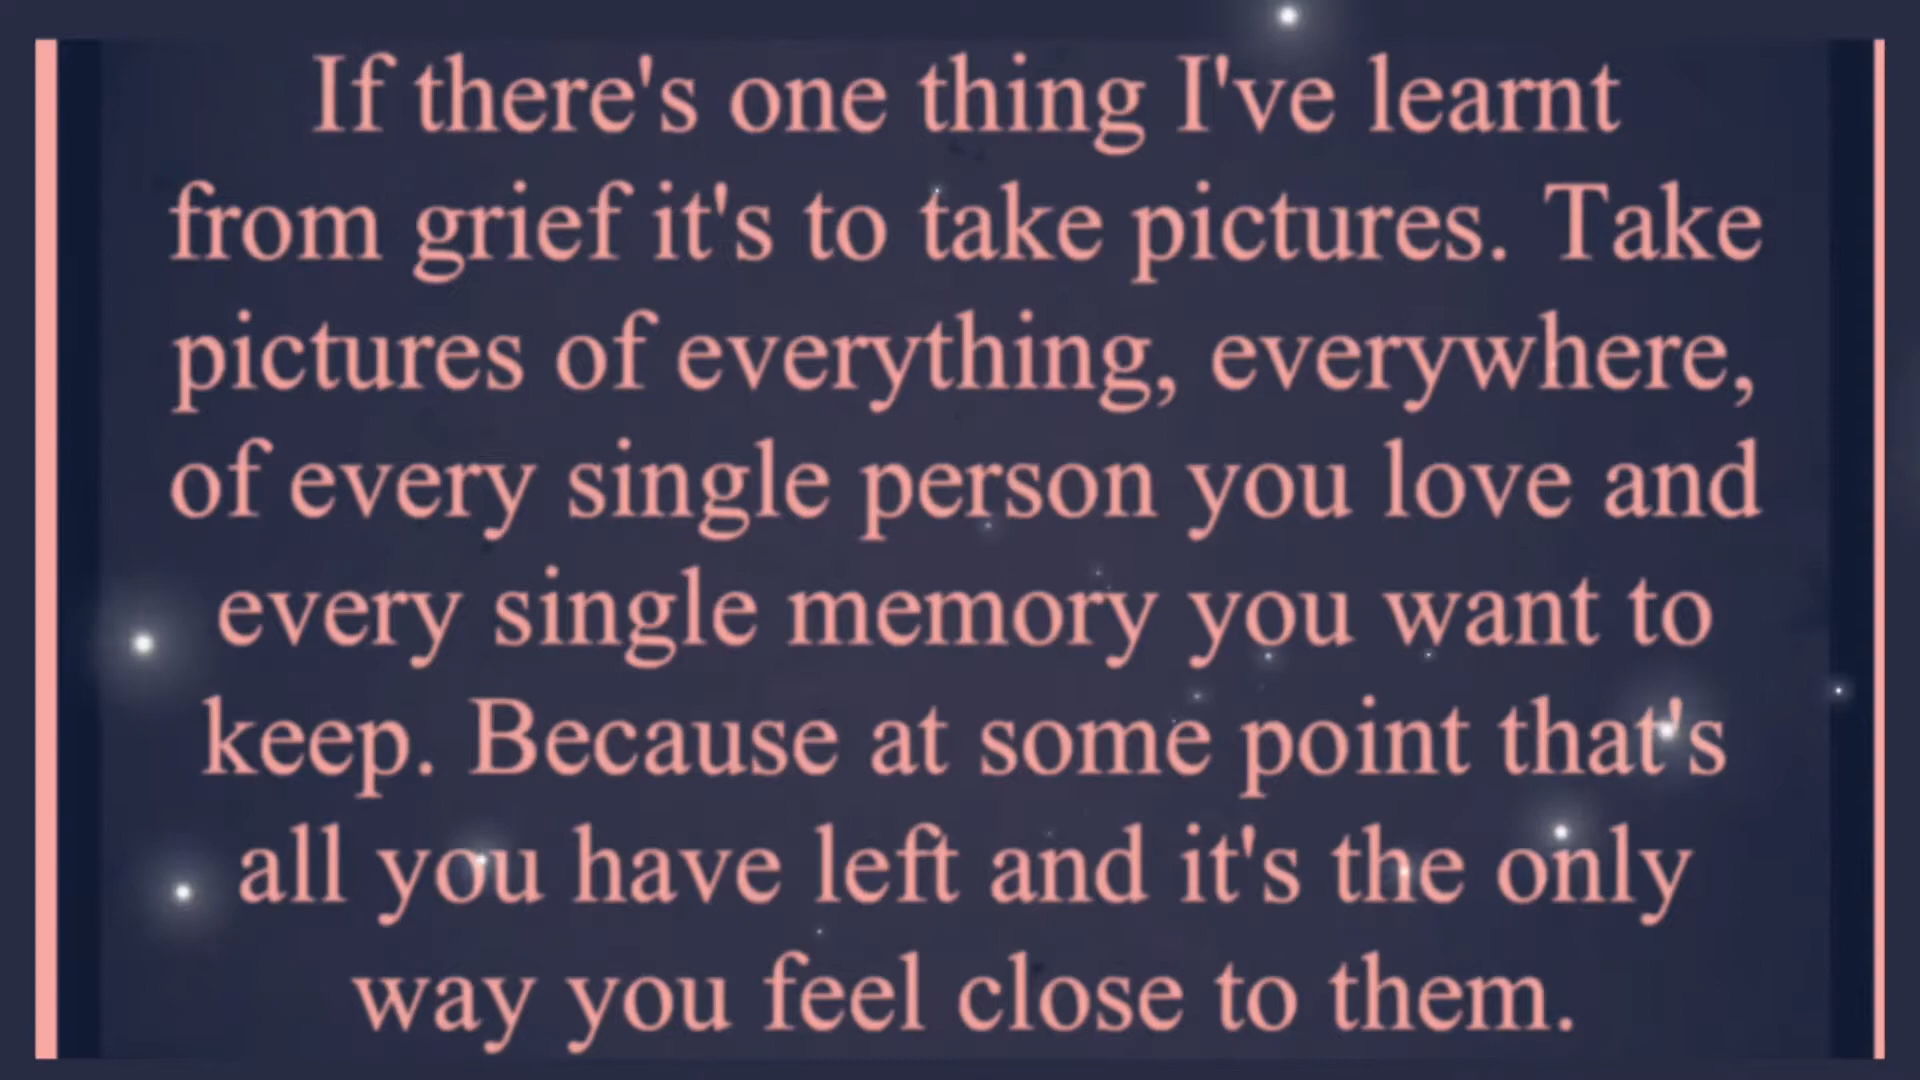 If there's one thing I've learnt
from grief it's to take pictures. Take
pictures of everything, everywhere,
of every single person you love and
every single memory you want to
keep. Because at some point that's
all you have left and it's the only
way you feel close to them.